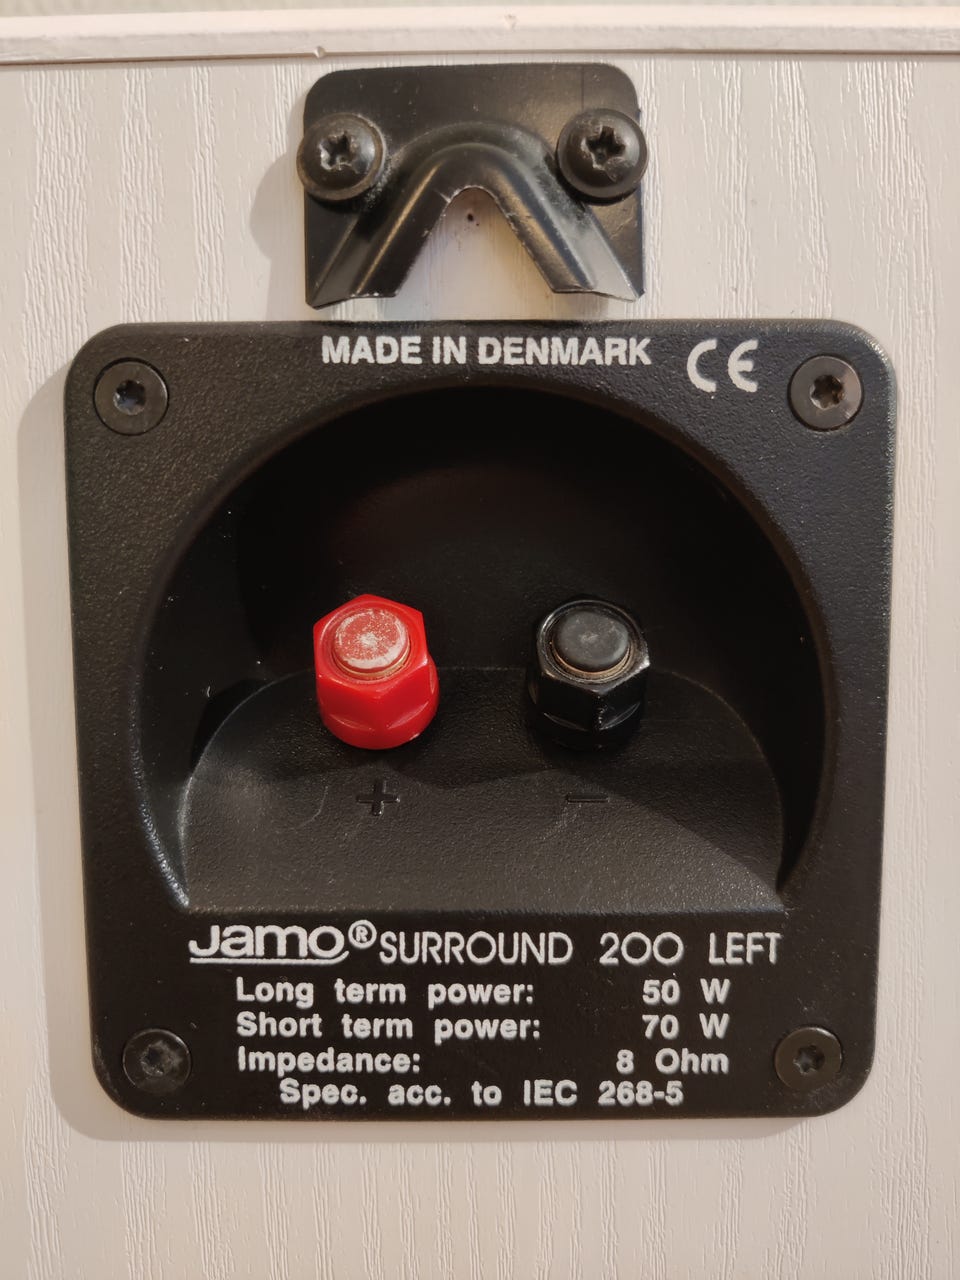 MADE IN DENMARK CE
+ −
Jamo® SURROUND 200 LEFT
Long term power: 50 W
Short term power: 70 W
Impedance: 8 Ohm
Spec. acc. to IEC 268-5